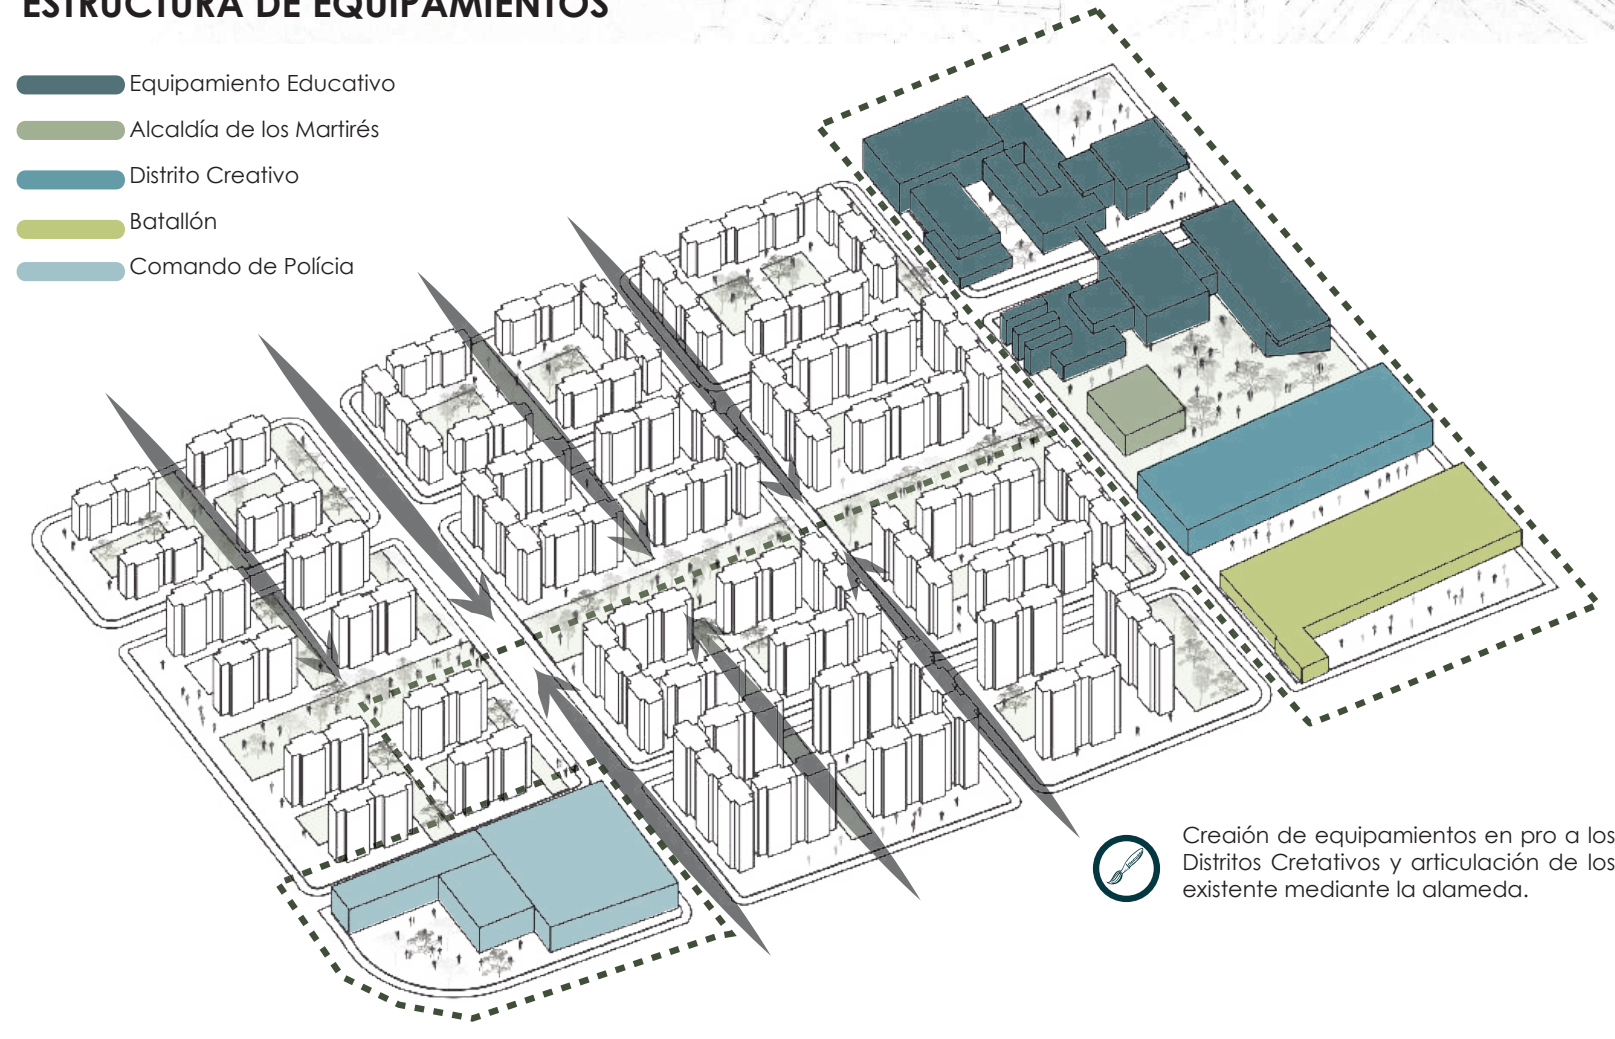 ESTRUCTURA DE EQUIPAMIENTOS
Equipamiento Educativo
Alcaldía de los Martirés
Distrito Creativo
Batallón
Comando de Polícia
Creaión de equipamientos en pro a los
Distritos Cretativos y articulación de los
existente mediante la alameda.